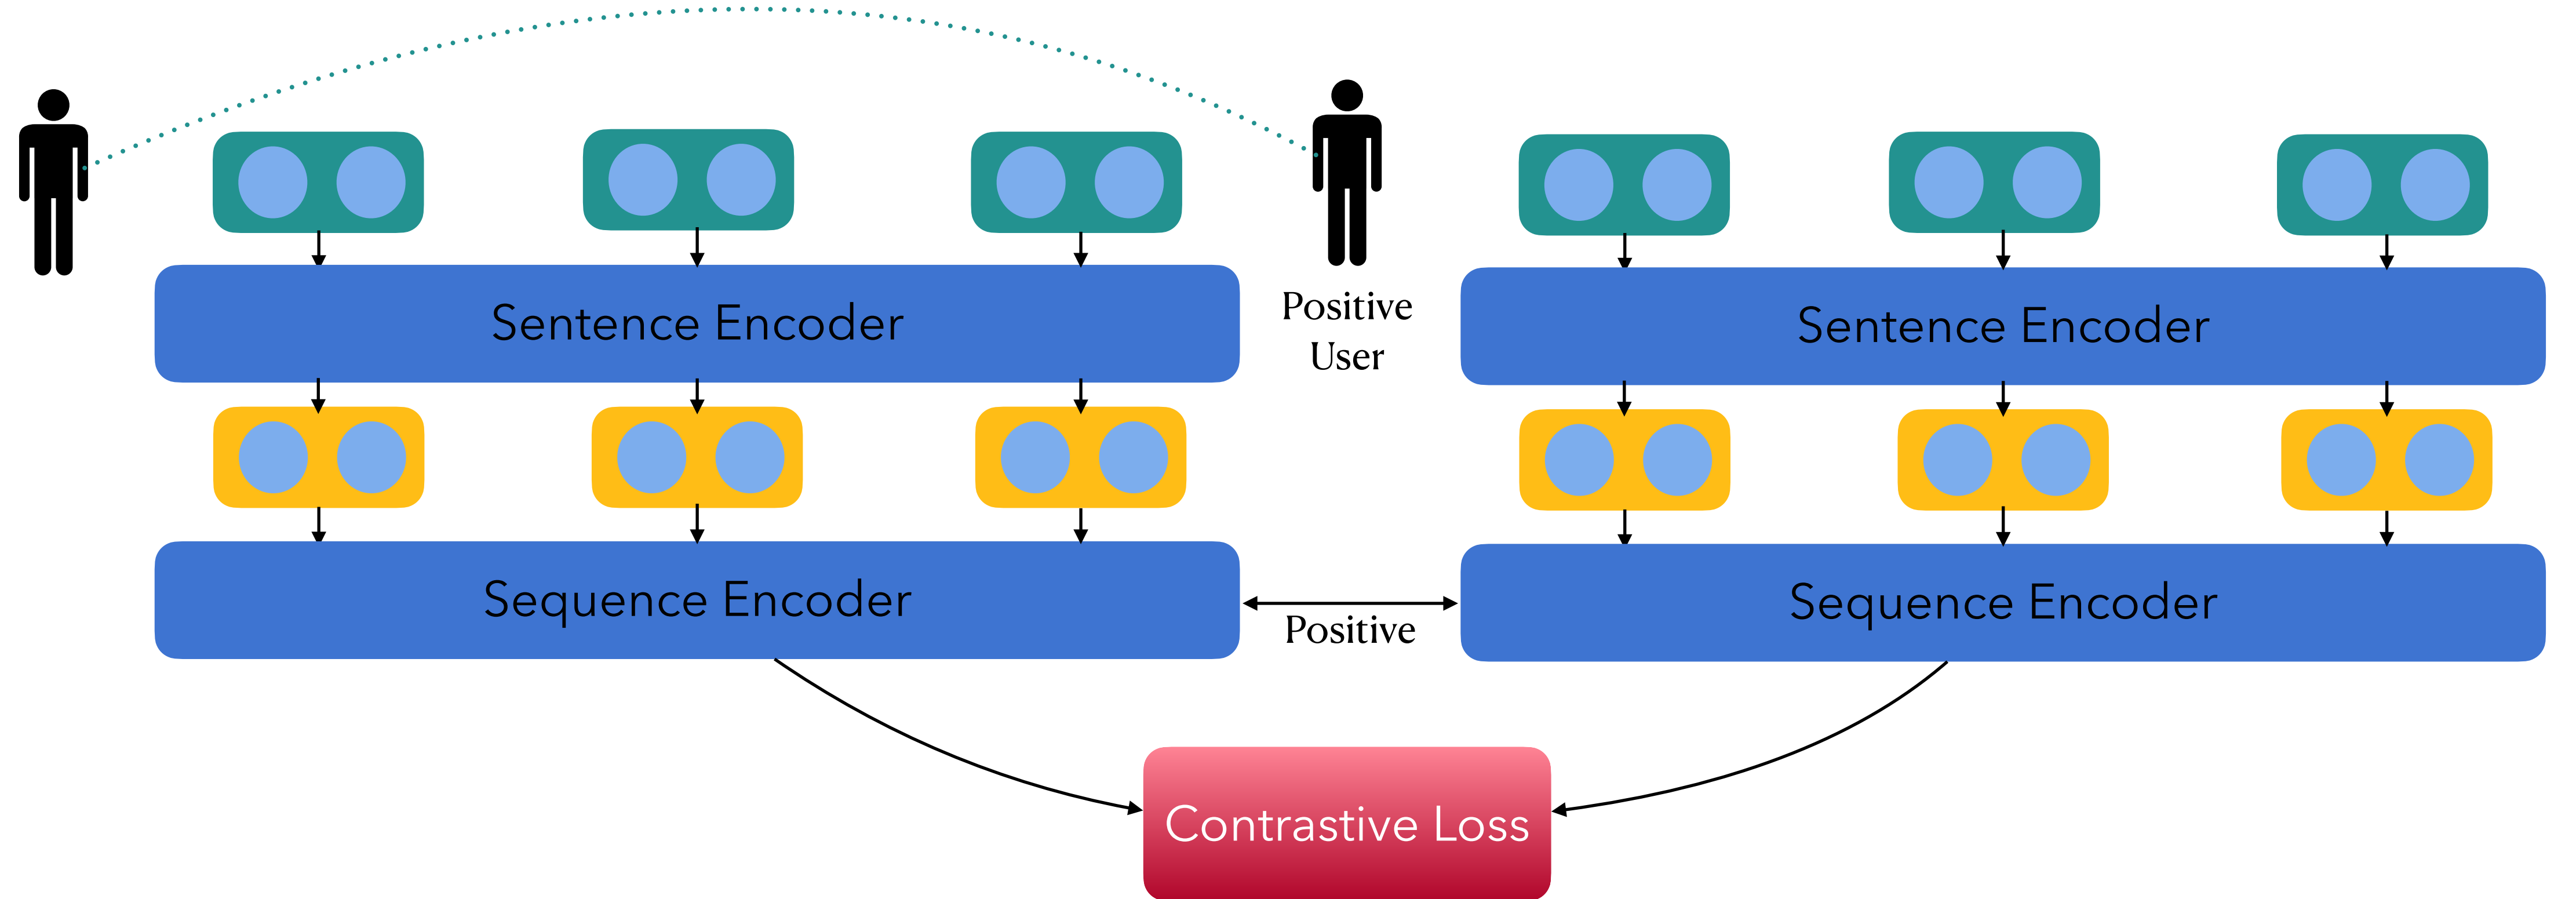 Sentence Encoder
Positive
User
Sentence Encoder
Sequence Encoder
Positive
Sequence Encoder
Contrastive Loss